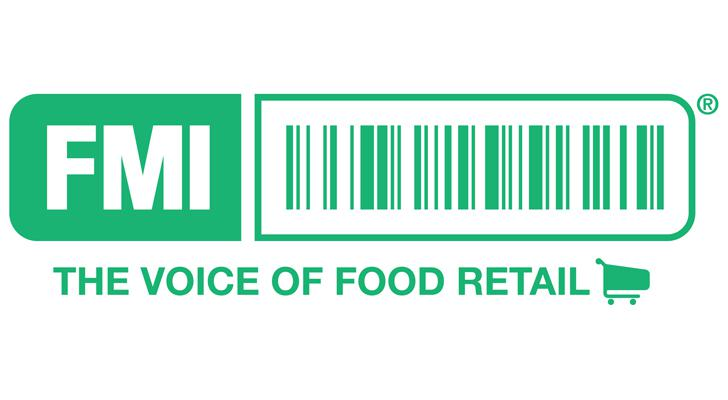 FMI
®
THE VOICE OF FOOD RETAIL